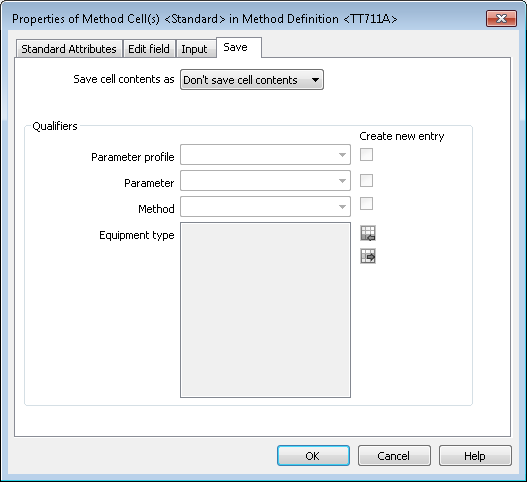 Properties of Method Cell(s) <Standard> in Method Definition <TT711A>
Standard Attributes Edit field Input Save
Save cell contents as Don't save cell contents
Qualifiers
Create new entry
Parameter profile
Parameter
Method
Equipment type
OK Cancel Help